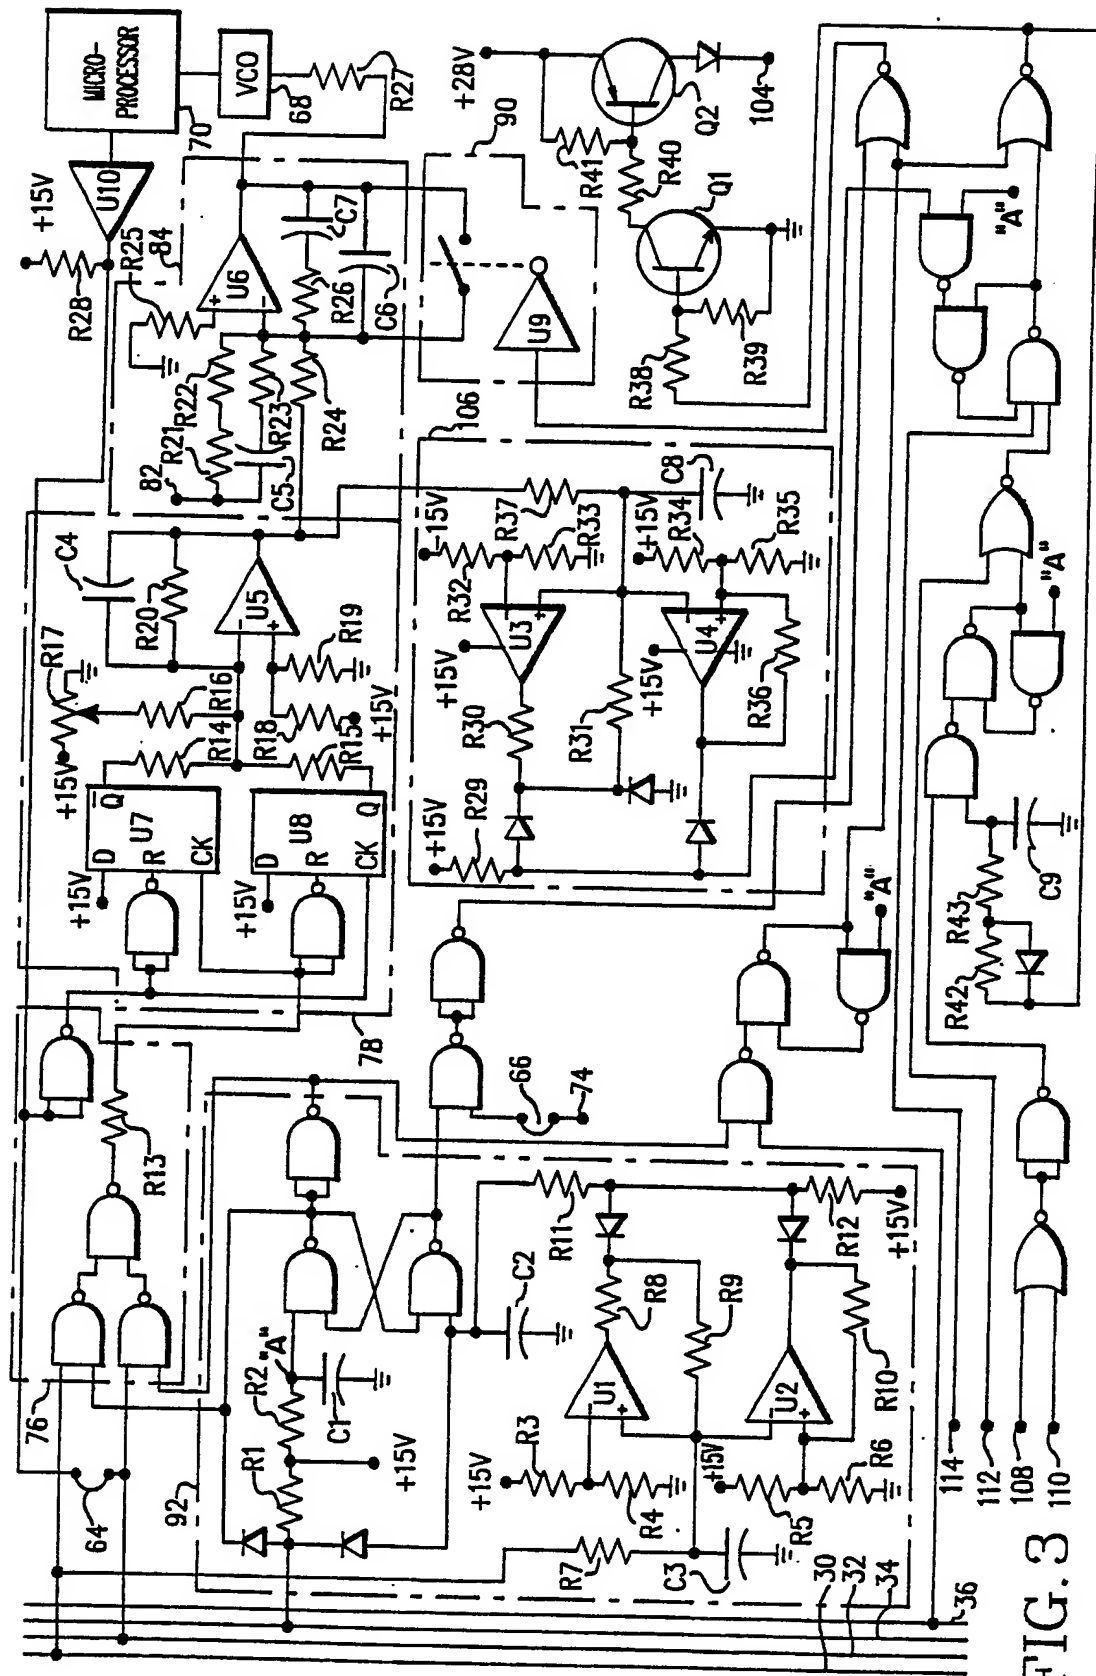 MICRO-
PROCESSOR
70
VCO
68
R27
U10
+15V
R28
R25
84
U6
C7
R26
C6
R22
R21
82
R23
C5
R24
+28V
R41
Q2
104
90
R40
Q1
U9
R38
R39
106
C4
R20
R17
+15V
U5
R19
R16
R14
R18
R15
+15V
Q
D
U7
R
CK
+15V
Q
D
U8
R
CK
+15V
78
-15V
R37
R33
R32
C8
+15V
R34
R35
U3
+15V
R30
U4
+15V
R31
R36
R29
+15V
"A"
"A"
"A"
R43
R42
C9
R13
76
64
92
66
74
R2
"A"
R1
C1
+15V
C2
R11
R12
+15V
R8
R9
U1
U2
R10
R3
+15V
R4
+15V
R5
R6
R7
C3
114
112
108
110
30
32
34
36
FIG. 3